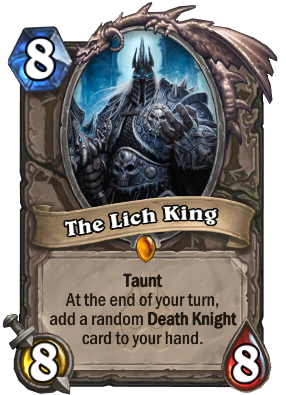 8
The Lich King
Taunt
At the end of your turn,
add a random Death Knight
card to your hand.
8 8